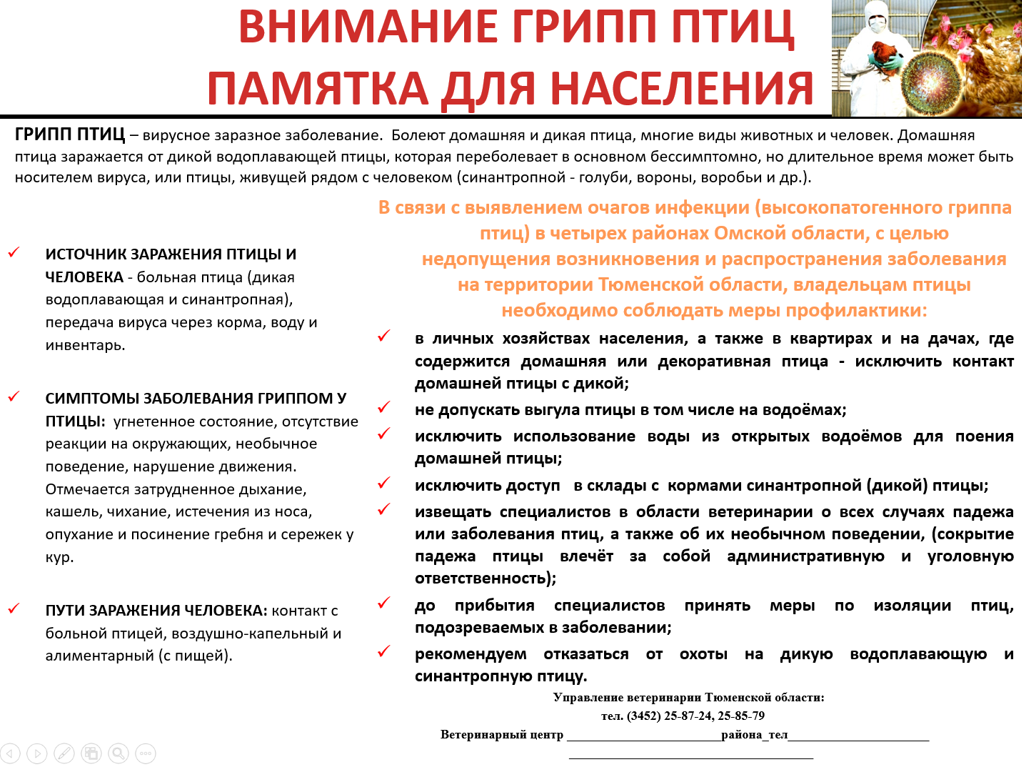 ВНИМАНИЕ ГРИПП ПТИЦ
ПАМЯТКА ДЛЯ НАСЕЛЕНИЯ
ГРИПП ПТИЦ – вирусное заразное заболевание. Болеют домашняя и дикая птица, многие виды животных и человек. Домашняя
птица заражается от дикой водоплавающей птицы, которая переболевает в основном бессимптомно, но длительное время может быть
носителем вируса, или птицы, живущей рядом с человеком (синантропной - голуби, вороны, воробьи и др.).
ИСТОЧНИК ЗАРАЖЕНИЯ ПТИЦЫ И
ЧЕЛОВЕКА - больная птица (дикая
водоплавающая и синантропная),
передача вируса через корма, воду и
инвентарь.
СИМПТОМЫ ЗАБОЛЕВАНИЯ ГРИППОМ У
ПТИЦЫ: угнетенное состояние, отсутствие
реакции на окружающих, необычное
поведение, нарушение движения.
Отмечается затрудненное дыхание,
кашель, чихание, истечения из носа,
опухание и посинение гребня и сережек у
кур.
ПУТИ ЗАРАЖЕНИЯ ЧЕЛОВЕКА: контакт с
больной птицей, воздушно-капельный и
алиментарный (с пищей).
В связи с выявлением очагов инфекции (высокопатогенного гриппа
птиц) в четырех районах Омской области, с целью
недопущения возникновения и распространения заболевания
на территории Тюменской области, владельцам птицы
необходимо соблюдать меры профилактики:
в личных хозяйствах населения, а также в квартирах и на дачах, где
содержится домашняя или декоративная птица - исключить контакт
домашней птицы с дикой;
не допускать выгула птицы в том числе на водоёмах;
исключить использование воды из открытых водоёмов для поения
домашней птицы;
исключить доступ в склады с кормами синантропной (дикой) птицы;
извещать специалистов в области ветеринарии о всех случаях падежа
или заболевания птиц, а также об их необычном поведении, (сокрытие
падежа птицы влечёт за собой административную и уголовную
ответственность);
до прибытия специалистов принять меры по изоляции птиц,
подозреваемых в заболевании;
рекомендуем отказаться от охоты на дикую водоплавающую и
синантропную птицу.
Управление ветеринарии Тюменской области:
тел. (3452) 25-87-24, 25-85-79
Ветеринарный центр ______________________района_тел____________________
___________________________________